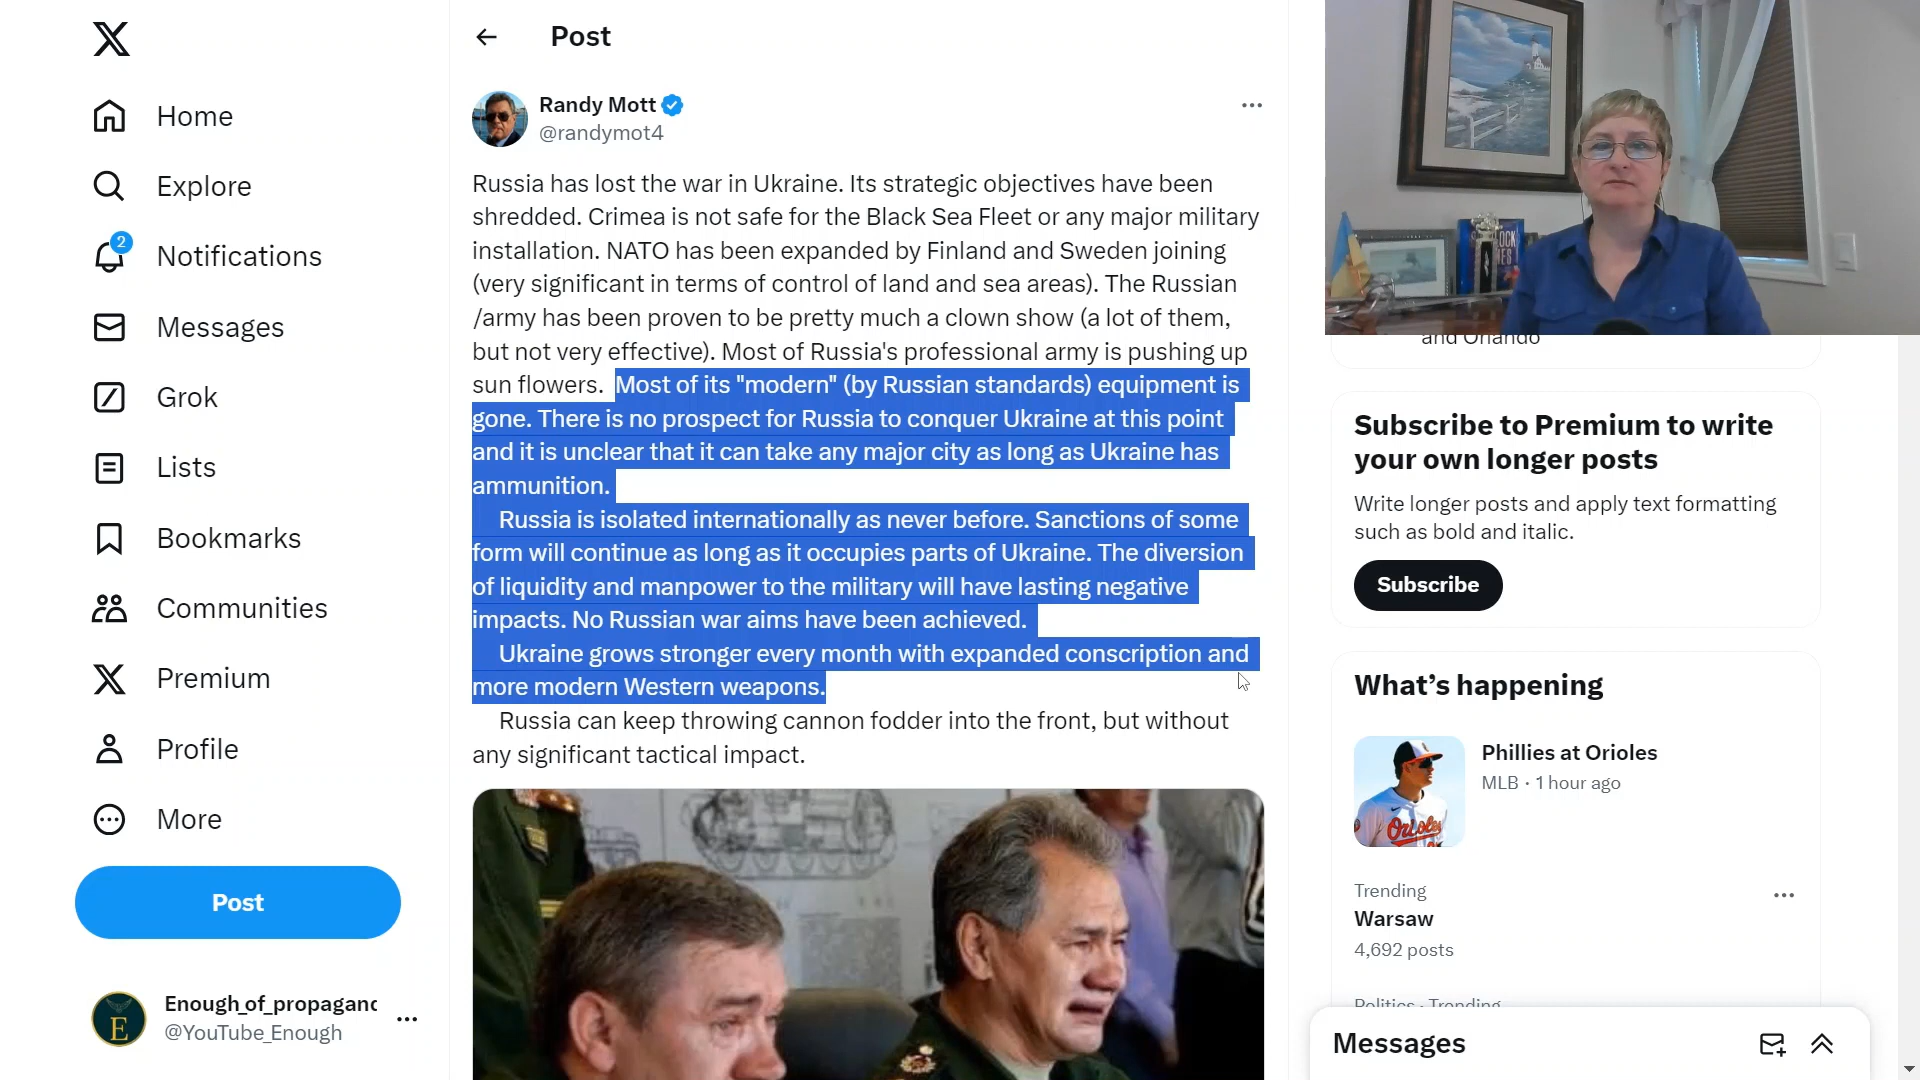 Home
Explore
2
Notifications
Messages
Grok
Lists
Bookmarks
Communities
Premium
Profile
More
Post
Enough_of_propagand
@YouTube_Enough
Post
Randy Mott
@randymot4
Russia has lost the war in Ukraine. Its strategic objectives have been
shredded. Crimea is not safe for the Black Sea Fleet or any major military
installation. NATO has been expanded by Finland and Sweden joining
(very significant in terms of control of land and sea areas). The Russian
/army has been proven to be pretty much a clown show (a lot of them,
but not very effective). Most of Russia's professional army is pushing up
sun flowers. Most of its "modern" (by Russian standards) equipment is
gone. There is no prospect for Russia to conquer Ukraine at this point
and it is unclear that it can take any major city as long as Ukraine has
ammunition.
Russia is isolated internationally as never before. Sanctions of some
form will continue as long as it occupies parts of Ukraine. The diversion
of liquidity and manpower to the military will have lasting negative
impacts. No Russian war aims have been achieved.
Ukraine grows stronger every month with expanded conscription and
more modern Western weapons.
Russia can keep throwing cannon fodder into the front, but without
any significant tactical impact.
and Orlando
Subscribe to Premium to write
your own longer posts
Write longer posts and apply text formatting
such as bold and italic.
Subscribe
What's happening
Phillies at Orioles
MLB · 1 hour ago
Orioles
Trending
Warsaw
4,692 posts
Politics · Trending
Messages